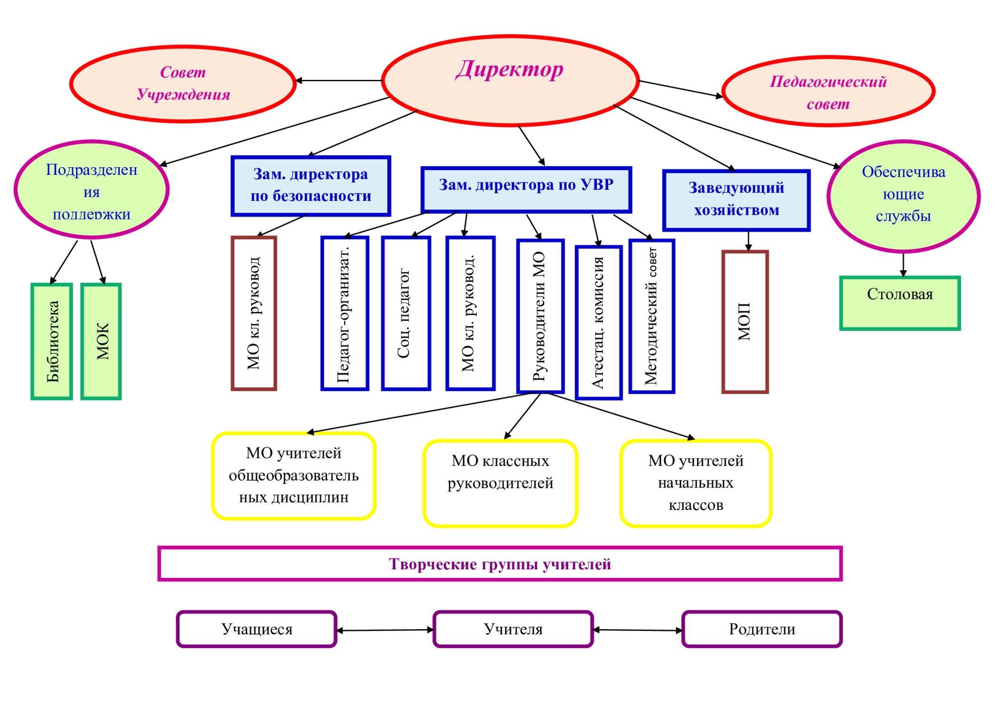 Директор
Совет
Учреждения
Педагогический
совет
Подразделен
ия
поддержки
Зам. директора
по безопасности
Зам. директора по УВР
Заведующий
хозяйством
Обеспечива
ющие
службы
Библиотека
МОК
МО кл. руковод
Педагог-организат.
Соц. педагог
МО кл. руковод.
Руководители МО
Атестац. комиссия
Методический совет
МОП
Столовая
МО учителей
общеобразователь
ных дисциплин
МО классных
руководителей
МО учителей
начальных
классов
Творческие группы учителей
Учащиеся
Учителя
Родители